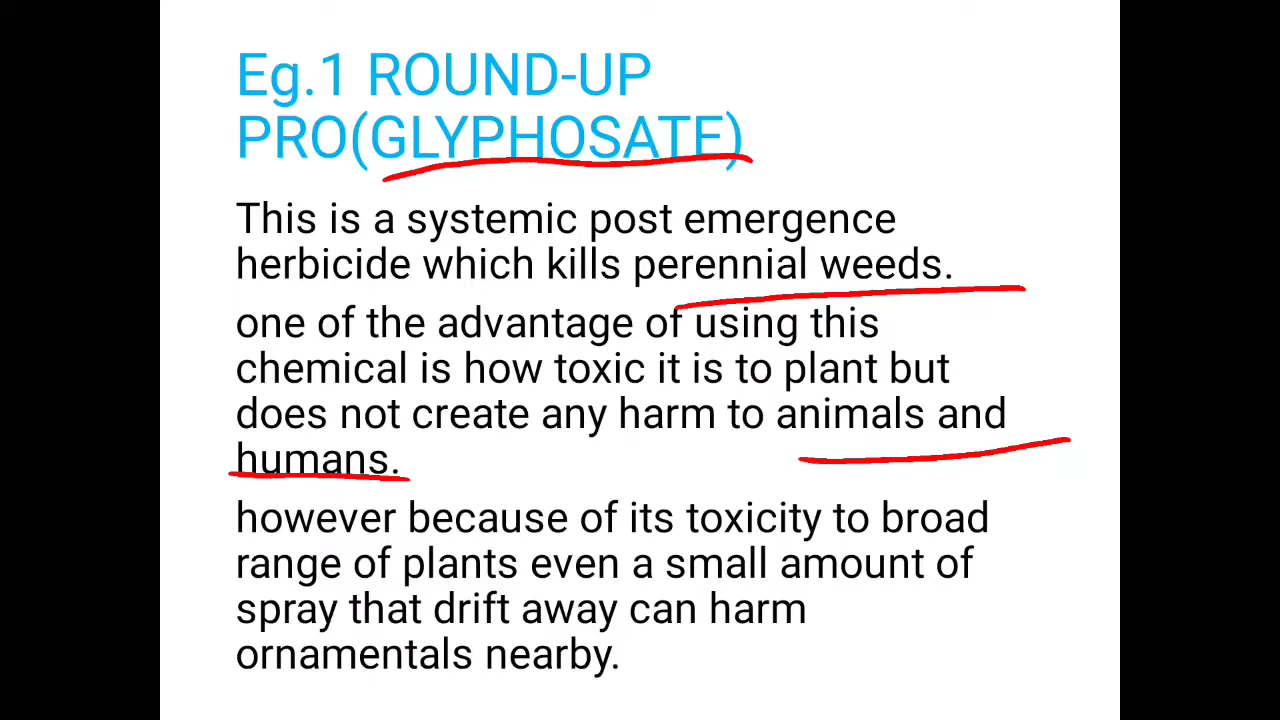 Eg.1 ROUND-UP
PRO(GLYPHOSATE)
This is a systemic post emergence
herbicide which kills perennial weeds.
one of the advantage of using this
chemical is how toxic it is to plant but
does not create any harm to animals and
humans.
however because of its toxicity to broad
range of plants even a small amount of
spray that drift away can harm
ornamentals nearby.